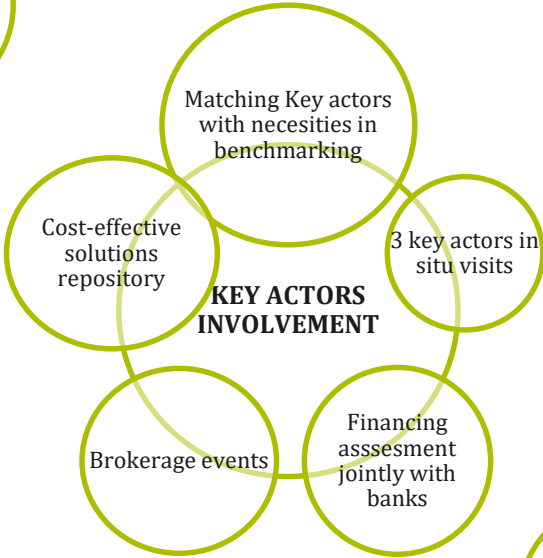 Matching Key actors
with necesities in
benchmarking
Cost-effective
solutions
repository
3 key actors in
situ visits
KEY ACTORS
INVOLVEMENT
Brokerage events
Financing
asssesment
jointly with
banks